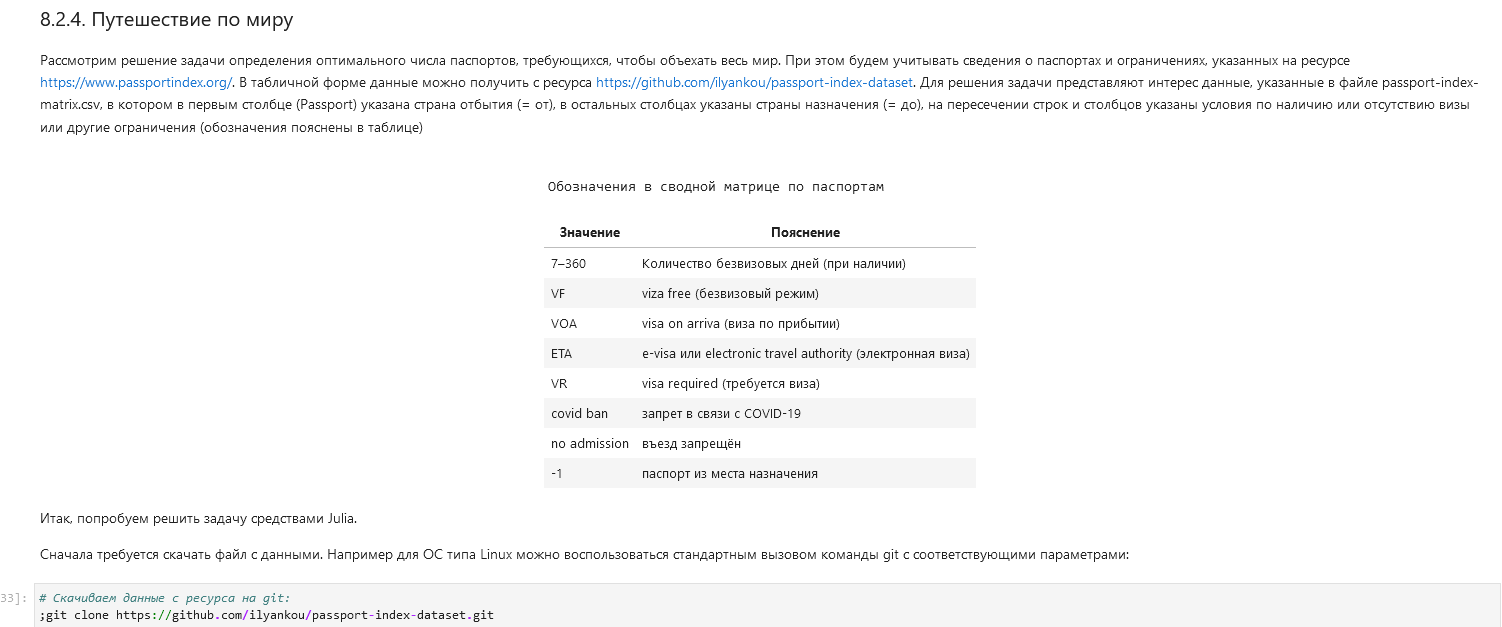 8.2.4. Путешествие по миру
Рассмотрим решение задачи определения оптимального числа паспортов, требующихся, чтобы объехать весь мир. При этом будем учитывать сведения о паспортах и ограничениях, указанных на ресурсе
https://www.passportindex.org/. В табличной форме данные можно получить с ресурса https://github.com/ilyankou/passport-index-dataset. Для решения задачи представляют интерес данные, указанные в файле passport-index-
matrix.csv, в котором в первым столбце (Passport) указана страна отбытия (= от), в остальных столбцах указаны страны назначения (= до), на пересечении строк и столбцов указаны условия по наличию или отсутствию визы
или другие ограничения (обозначения пояснены в таблице)
Обозначения в сводной матрице по паспортам
Значение Пояснение
7–360 Количество безвизовых дней (при наличии)
VF viza free (безвизовый режим)
VOA visa on arriva (виза по прибытии)
ETA e-visa или electronic travel authority (электронная виза)
VR visa required (требуется виза)
covid ban запрет в связи с COVID-19
no admission въезд запрещён
-1 паспорт из места назначения
Итак, попробуем решить задачу средствами Julia.
Сначала требуется скачать файл с данными. Например для ОС типа Linux можно воспользоваться стандартным вызовом команды git с соответствующими параметрами:
33]: # Скачиваем данные с ресурса на git:
;git clone https://github.com/ilyankou/passport-index-dataset.git